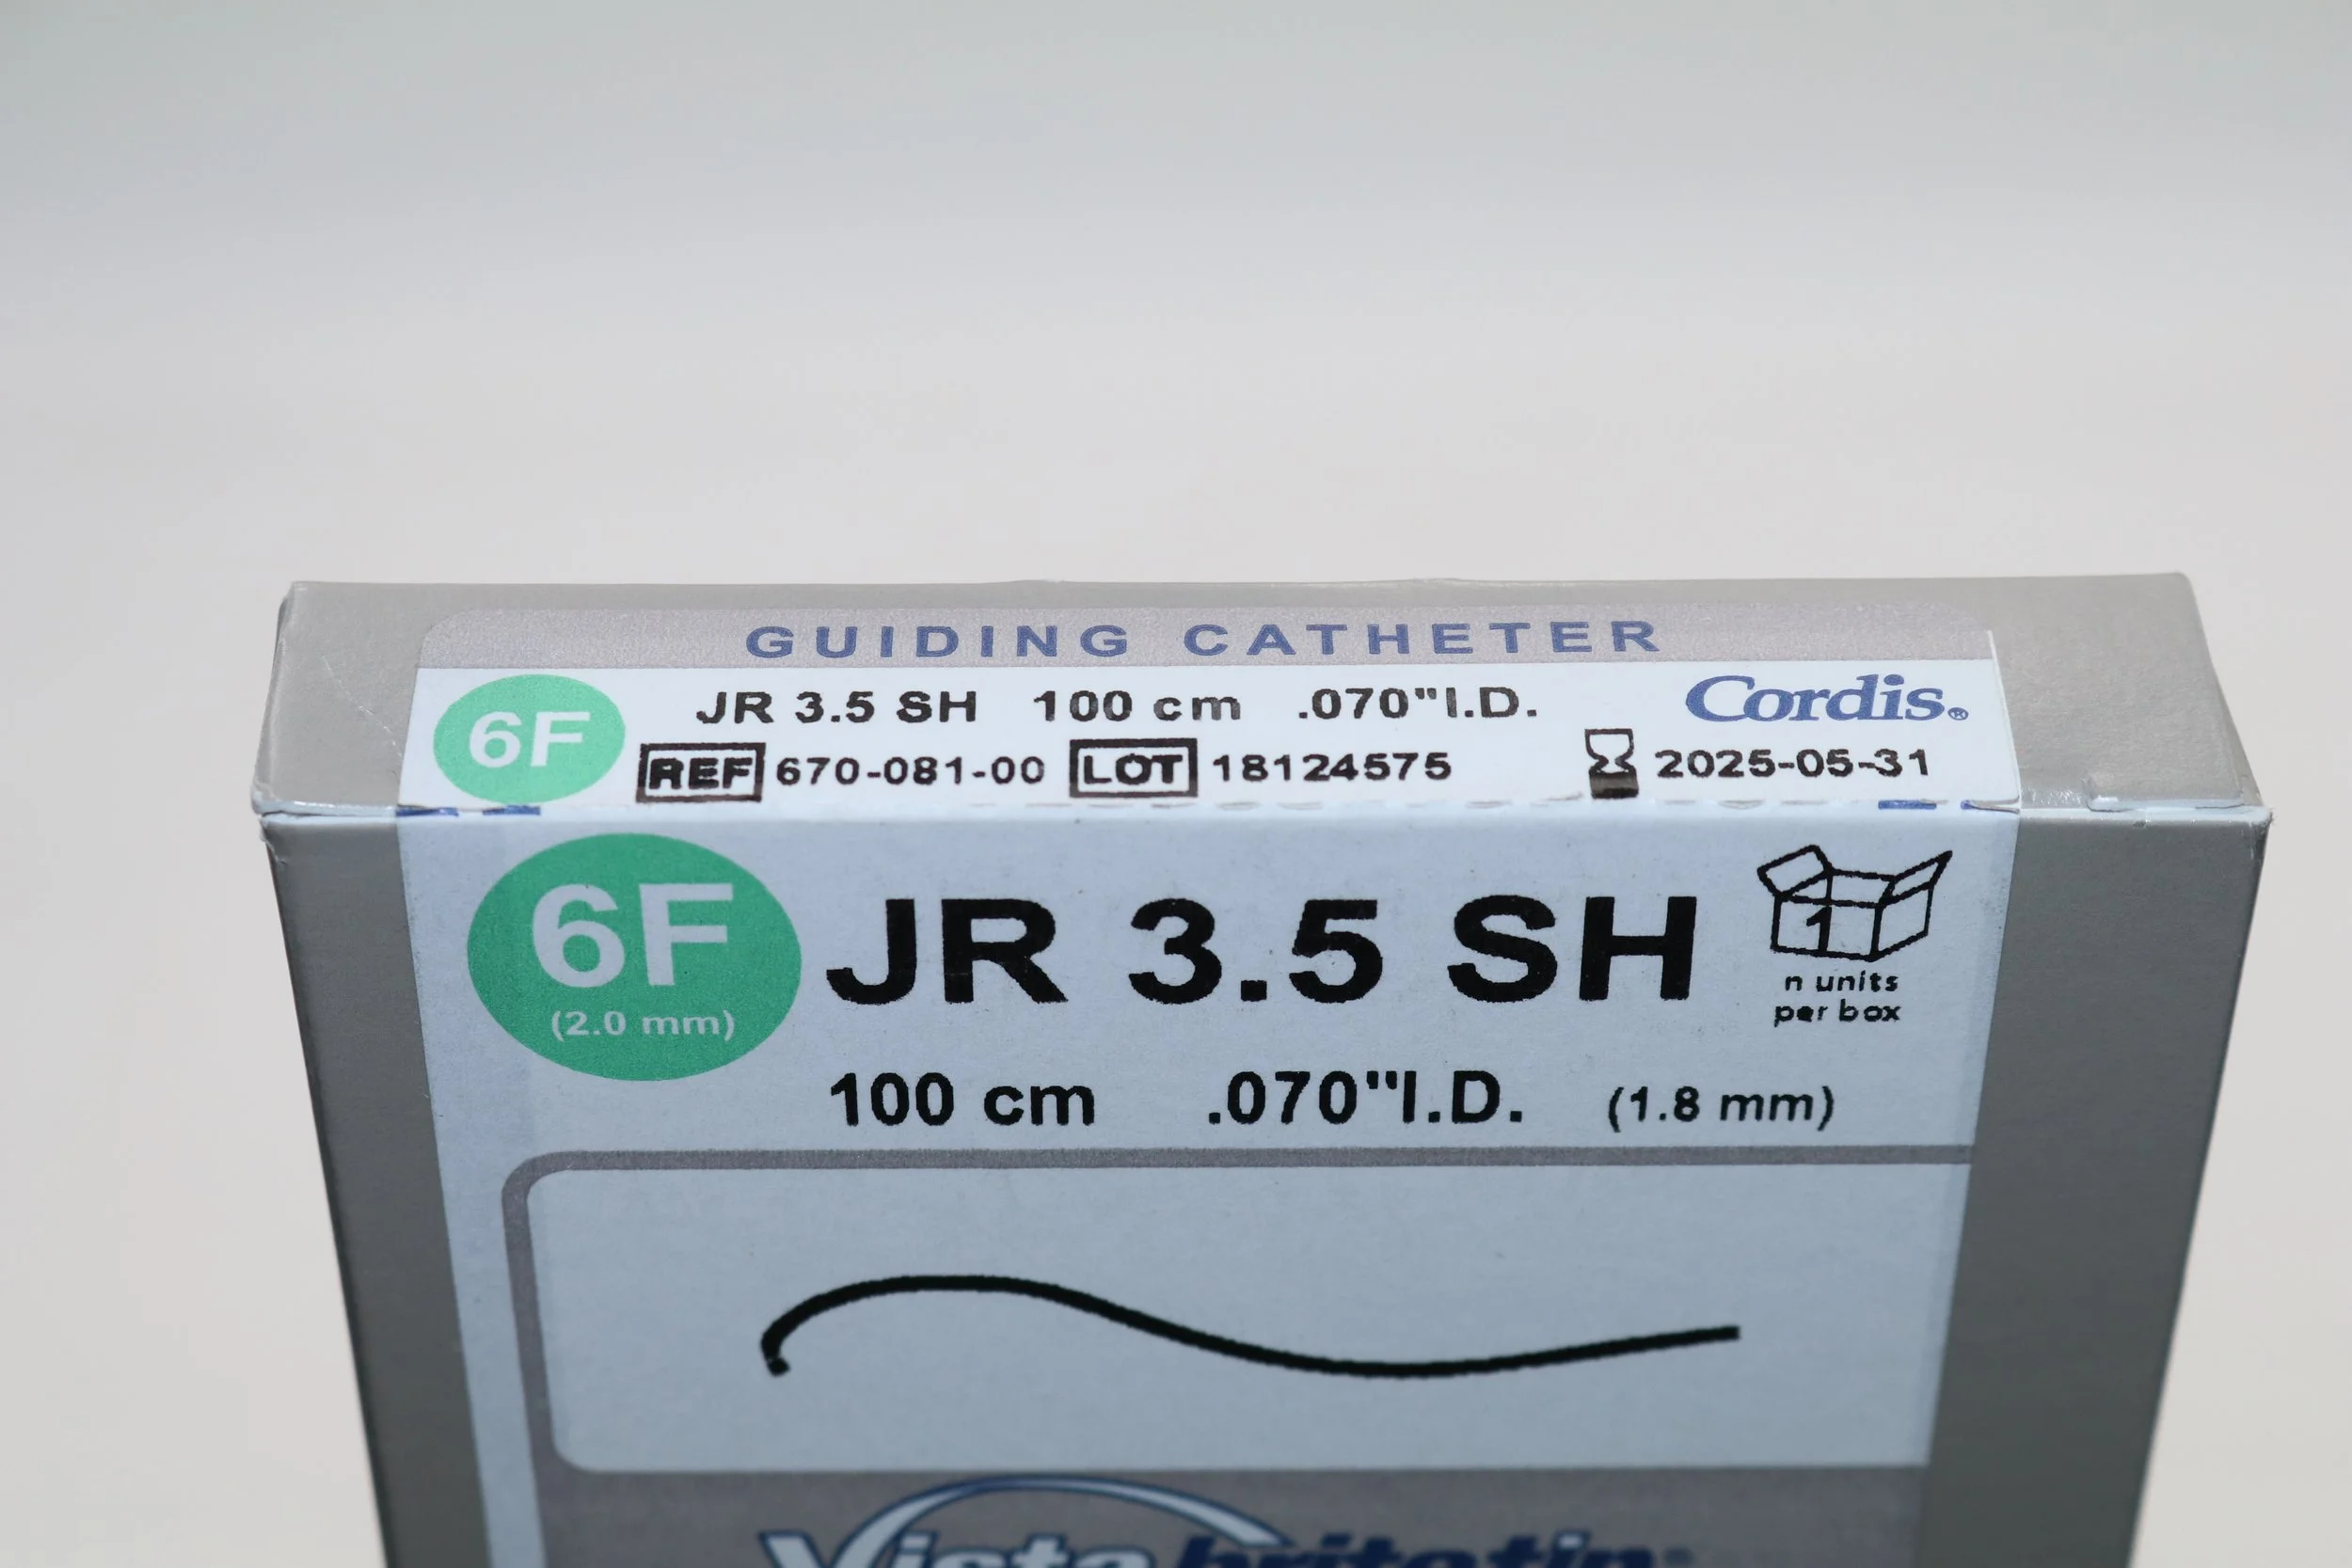 GUIDING CATHETER
6F JR 3.5 SH 100 cm .070"I.D. Cordis®
REF 670-081-00 LOT 18124575 2025-05-31
6F
(2.0 mm)
JR 3.5 SH
1
n units
per box
100 cm .070"I.D. (1.8 mm)
Vista britetip